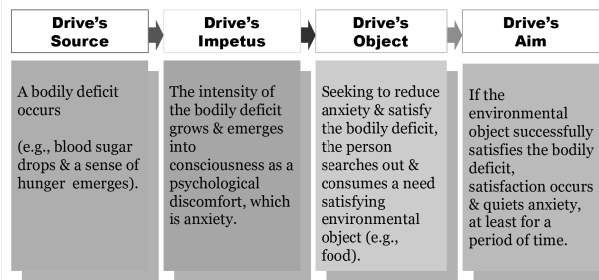 Drive's
Source
Drive's
Impetus
Drive's
Object
Drive's
Aim
A bodily deficit
occurs
(e.g., blood sugar
drops & a sense of
hunger emerges).
The intensity of
the bodily deficit
grows & emerges
into
consciousness as a
psychological
discomfort, which
is anxiety.
Seeking to reduce
anxiety & satisfy
the bodily deficit,
the person
searches out &
consumes a need
satisfying
environmental
object (e.g.,
food).
If the
environmental
object successfully
satisfies the bodily
deficit,
satisfaction occurs
& quiets anxiety,
at least for a
period of time.